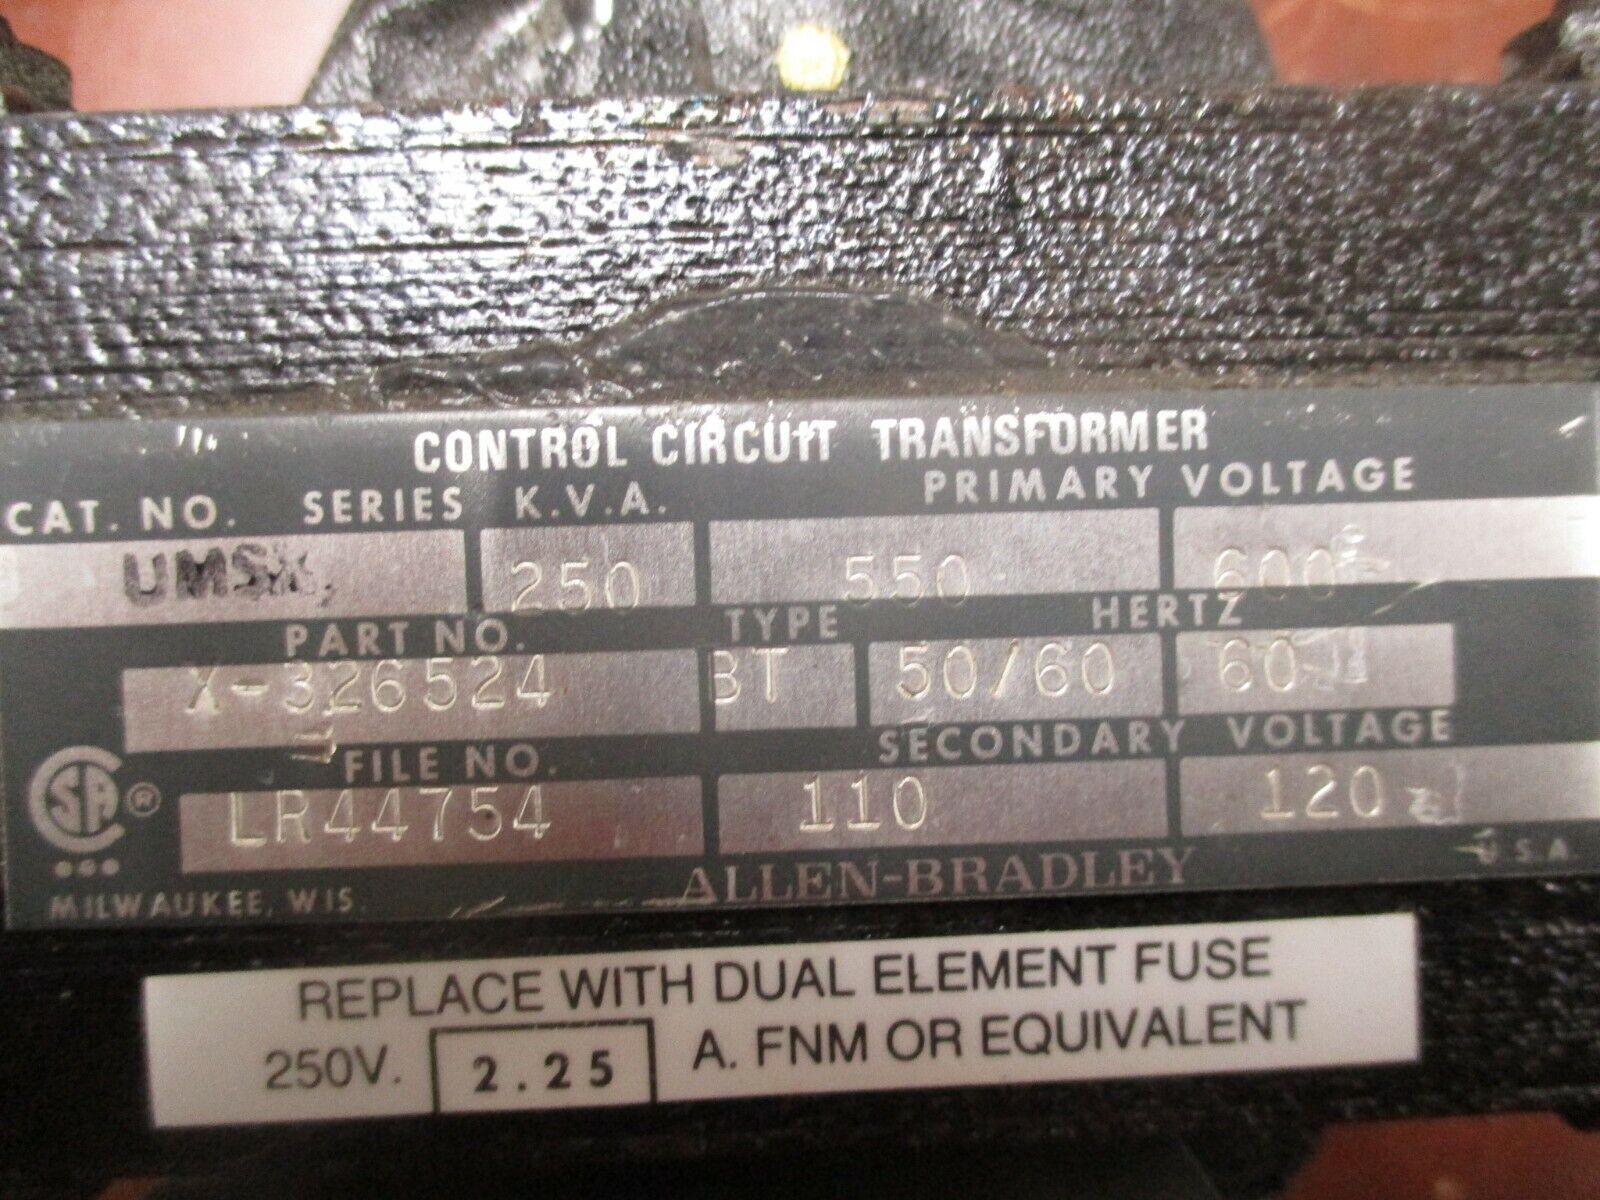 CONTROL CIRCUIT TRANSFORMER
CAT. NO. SERIES K.V.A. PRIMARY VOLTAGE
250 550 600
PART NO. TYPE HERTZ
X-326524 BT 50/60 60
FILE NO. SECONDARY VOLTAGE
LR44754 110 120
SA ®
MILWAUKEE, WIS. ALLEN-BRADLEY U.S.A.
REPLACE WITH DUAL ELEMENT FUSE
250V. 2.25 A. FNM OR EQUIVALENT